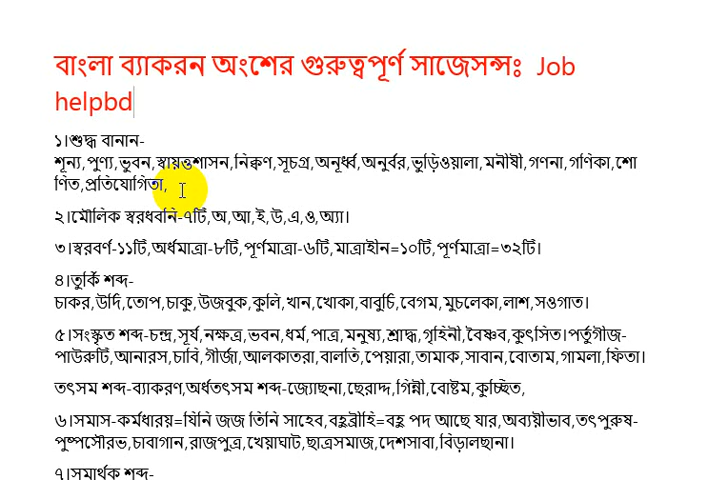 বাংলা ব্যাকরন অংশের গুরুত্বপূর্ণ সাজেসন্সঃ Job
helpbd
১।শুদ্ধ বানান-
শূন্য,পুণ্য,ভুবন,স্বায়ত্তশাসন,নিক্বণ,সূচগ্র,অনূর্ধ্ব,অনুর্বর,ভুড়িওয়ালা,মনীষী,গণনা,গণিকা,শো
ণিত,প্রতিযোগিতা,
২।মৌলিক স্বরধবনি-৭টি,অ,আ,ই,উ,এ,ও,অ্যা।
৩।স্বরবর্ণ-১১টি,অর্ধমাত্রা-৮টি,পূর্ণমাত্রা-৬টি,মাত্রাহীন=১০টি,পূর্ণমাত্রা=৩২টি।
৪।তুর্কি শব্দ-
চাকর,উর্দি,তোপ,চাকু,উজবুক,কুলি,খান,খোকা,বাবুর্চি,বেগম,মুচলেকা,লাশ,সওগাত।
৫।সংস্কৃত শব্দ-চন্দ্র,সূর্য,নক্ষত্র,ভবন,ধর্ম,পাত্র,মনুষ্য,শ্রাদ্ধ,গৃহিনী,বৈষ্ণব,কুৎসিত।পর্তুগীজ-
পাউরুটি,আনারস,চাবি,গীর্জা,আলকাতরা,বালতি,পেয়ারা,তামাক,সাবান,বোতাম,গামলা,ফিতা।
তৎসম শব্দ-ব্যাকরণ,অর্ধতৎসম শব্দ-জ্যোছনা,ছেরাদ্দ,গিন্নী,বোষ্টম,কুচ্ছিত,
৬।সমাস-কর্মধারয়=যিনি জজ তিনি সাহেব,বহুব্রীহি=বহু পদ আছে যার,অব্যয়ীভাব,তৎপুরুষ-
পুষ্পসৌরভ,চাবাগান,রাজপুত্র,খেয়াঘাট,ছাত্রসমাজ,দেশসাবা,বিড়ালছানা।
৭।সমার্থক শব্দ-